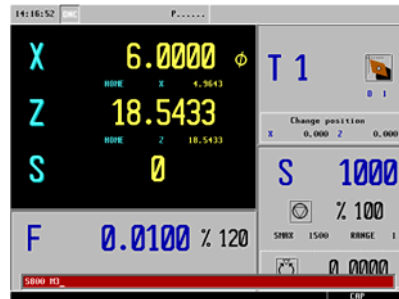 14:16:52 DNC P......
X 6.0000 ϕ
HOME X 4.9643
Z 18.5433
HOME Z 18.5433
S 0
F 0.0100 % 120
T 1
D 1
Change position
X 0.000 Z 0.000
S 1000
% 100
SMAX 1500 RANGE 1
0.0000
S800 M3_
CAP